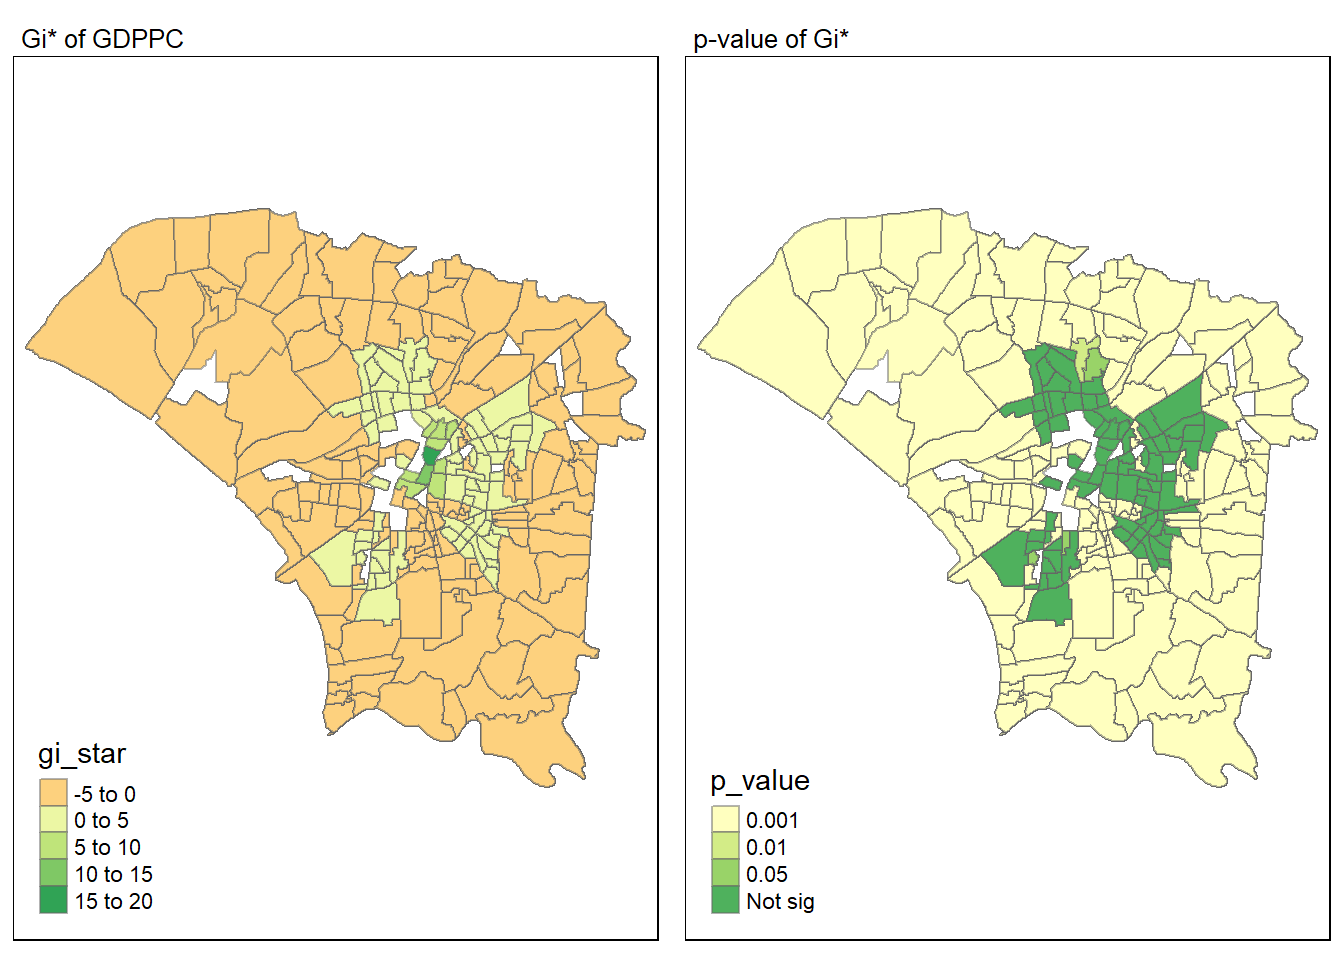 Gi* of GDPPC
gi_star
-5 to 0
0 to 5
5 to 10
10 to 15
15 to 20
p-value of Gi*
p_value
0.001
0.01
0.05
Not sig